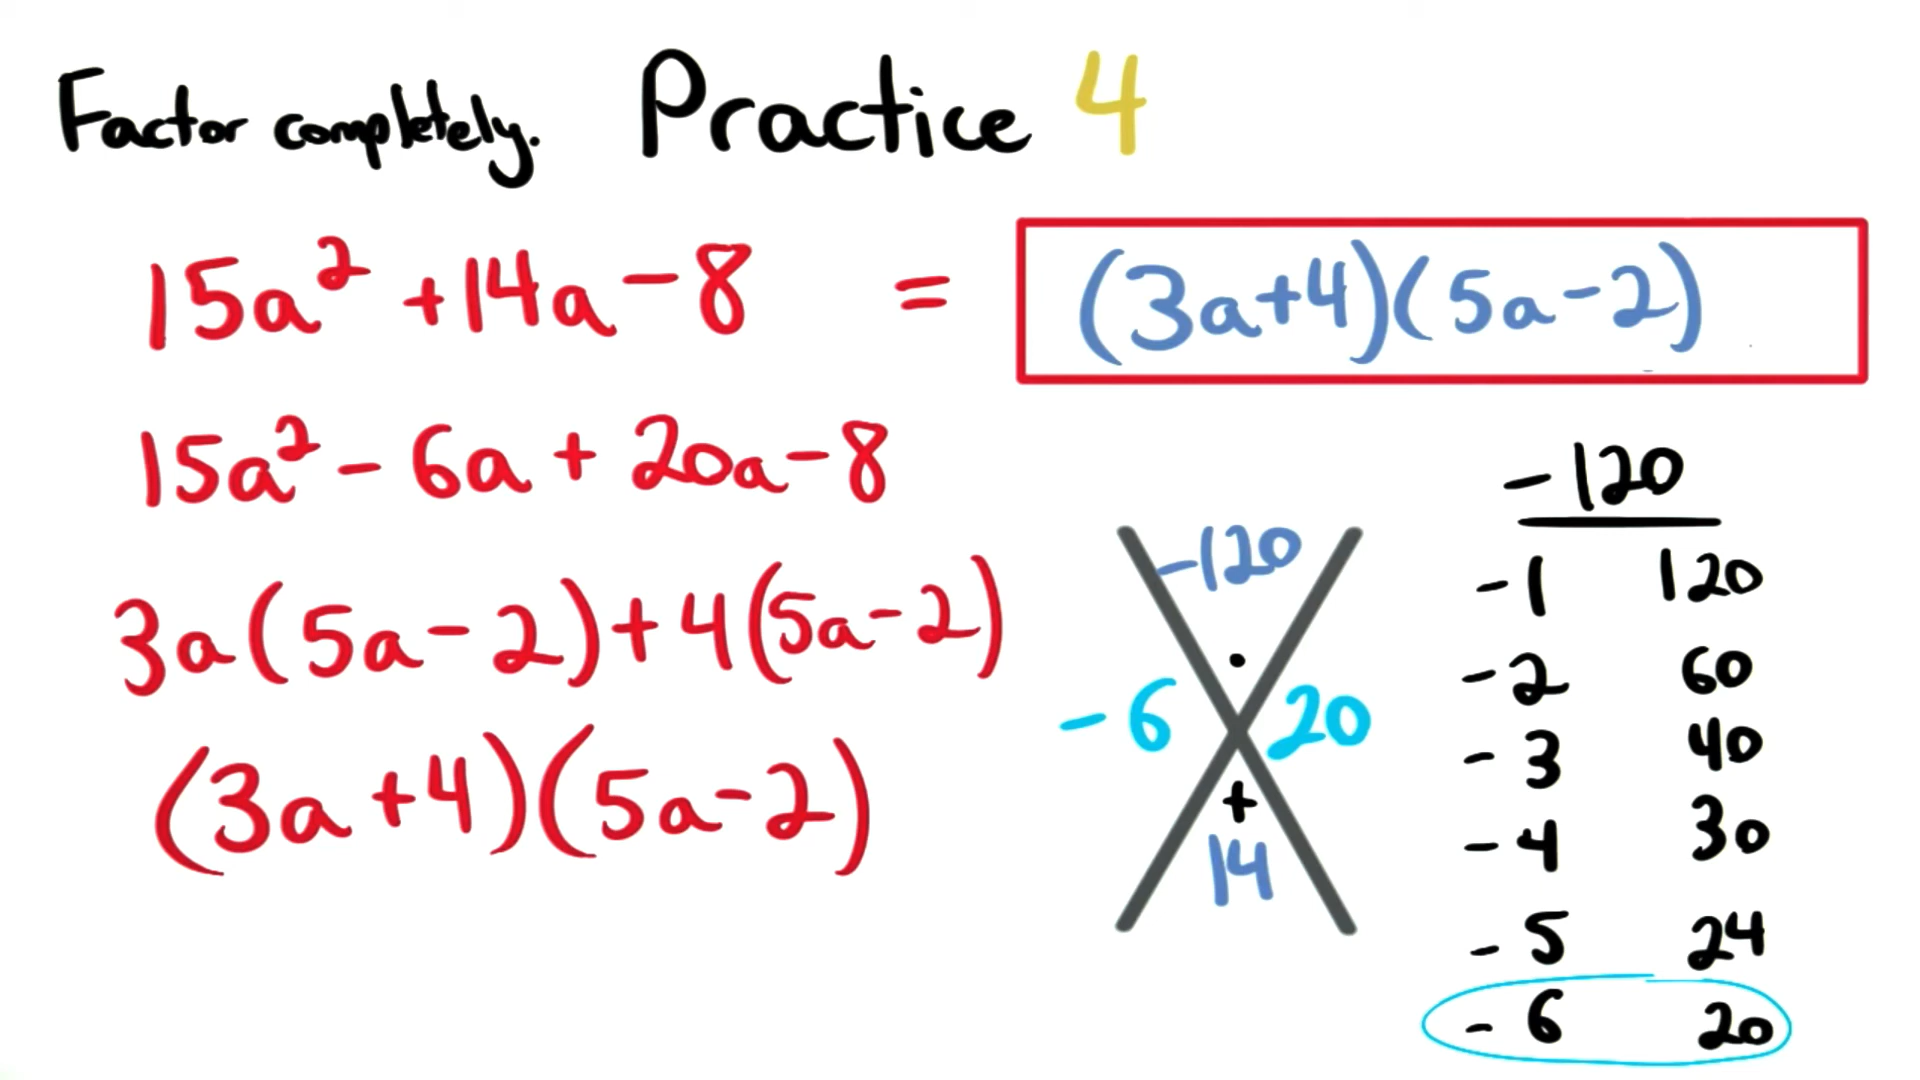 Factor completely. Practice 4
15a² + 14a − 8 = (3a+4)(5a−2)
15a² − 6a + 20a − 8
3a(5a−2)+4(5a−2)
(3a+4)(5a−2)
−120
·
−6 20
+
14
−120
−1 120
−2 60
−3 40
−4 30
−5 24
−6 20